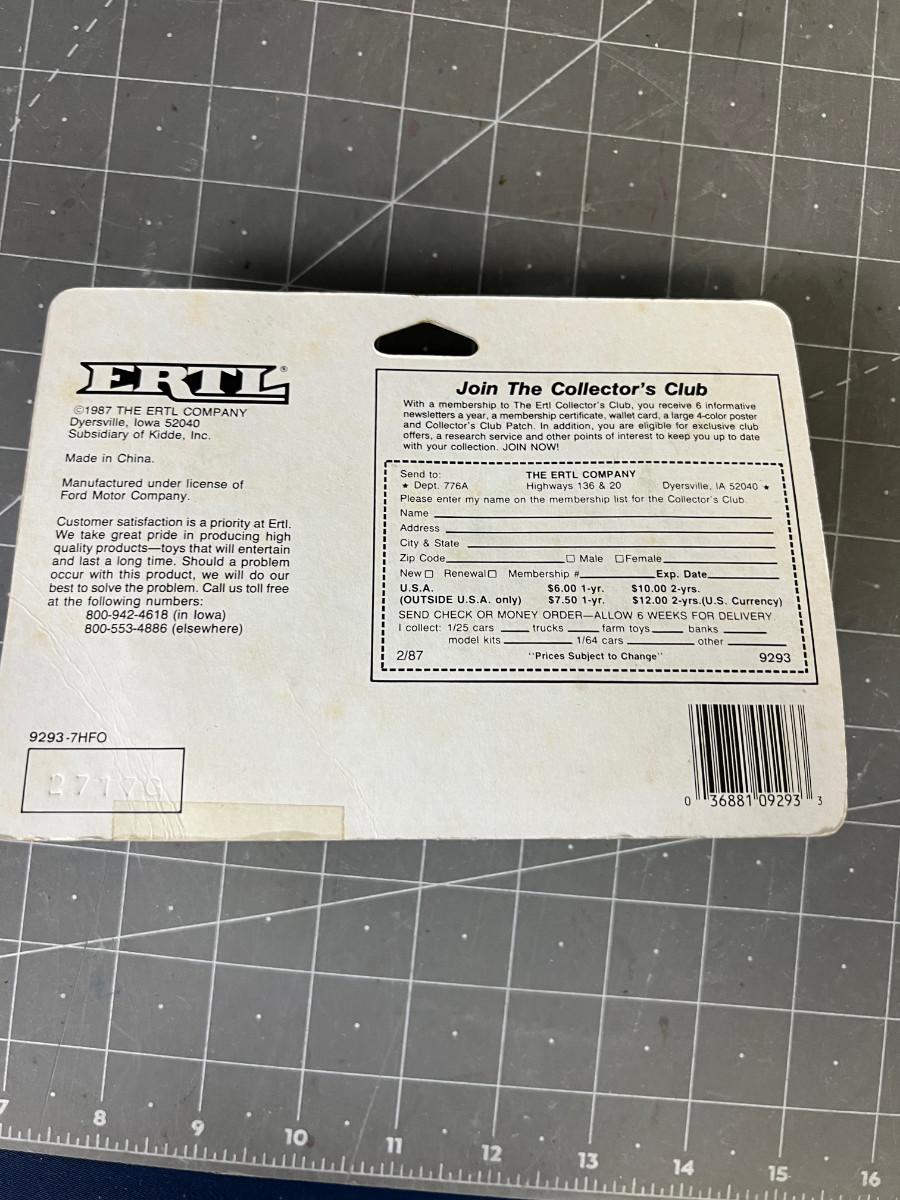 ERTL®
©1987 THE ERTL COMPANY
Dyersville, Iowa 52040
Subsidiary of Kidde, Inc.
Made in China.
Manufactured under license of
Ford Motor Company.
Customer satisfaction is a priority at Ertl.
We take great pride in producing high
quality products—toys that will entertain
and last a long time. Should a problem
occur with this product, we will do our
best to solve the problem. Call us toll free
at the following numbers:
800-942-4618 (in Iowa)
800-553-4886 (elsewhere)
9293-7HFO
Join The Collector's Club
With a membership to The Ertl Collector's Club, you receive 6 informative
newsletters a year, a membership certificate, wallet card, a large 4-color poster
and Collector's Club Patch. In addition, you are eligible for exclusive club
offers, a research service and other points of interest to keep you up to date
with your collection. JOIN NOW!
Send to: THE ERTL COMPANY
★ Dept. 776A Highways 136 & 20 Dyersville, IA 52040 ★
Please enter my name on the membership list for the Collector's Club.
Name
Address
City & State
Zip Code □ Male □ Female
New □ Renewal □ Membership # Exp. Date
U.S.A. $6.00 1-yr. $10.00 2-yrs.
(OUTSIDE U.S.A. only) $7.50 1-yr. $12.00 2-yrs.(U.S. Currency)
SEND CHECK OR MONEY ORDER—ALLOW 6 WEEKS FOR DELIVERY.
I collect: 1/25 cars trucks farm toys banks
model kits 1/64 cars other
2/87 "Prices Subject to Change" 9293
0 36881 09293 3
7 8 9 10 11 12 13 14 15 16